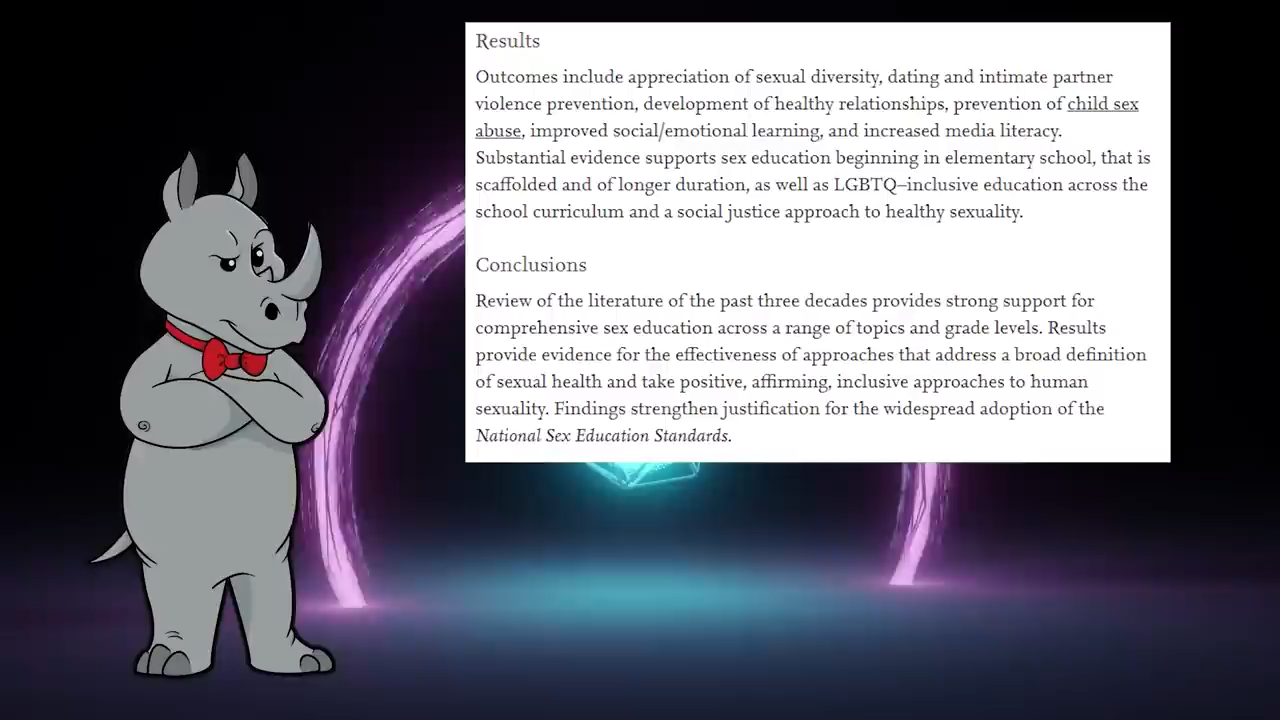 Results
Outcomes include appreciation of sexual diversity, dating and intimate partner
violence prevention, development of healthy relationships, prevention of child sex
abuse, improved social/emotional learning, and increased media literacy.
Substantial evidence supports sex education beginning in elementary school, that is
scaffolded and of longer duration, as well as LGBTQ–inclusive education across the
school curriculum and a social justice approach to healthy sexuality.
Conclusions
Review of the literature of the past three decades provides strong support for
comprehensive sex education across a range of topics and grade levels. Results
provide evidence for the effectiveness of approaches that address a broad definition
of sexual health and take positive, affirming, inclusive approaches to human
sexuality. Findings strengthen justification for the widespread adoption of the
National Sex Education Standards.